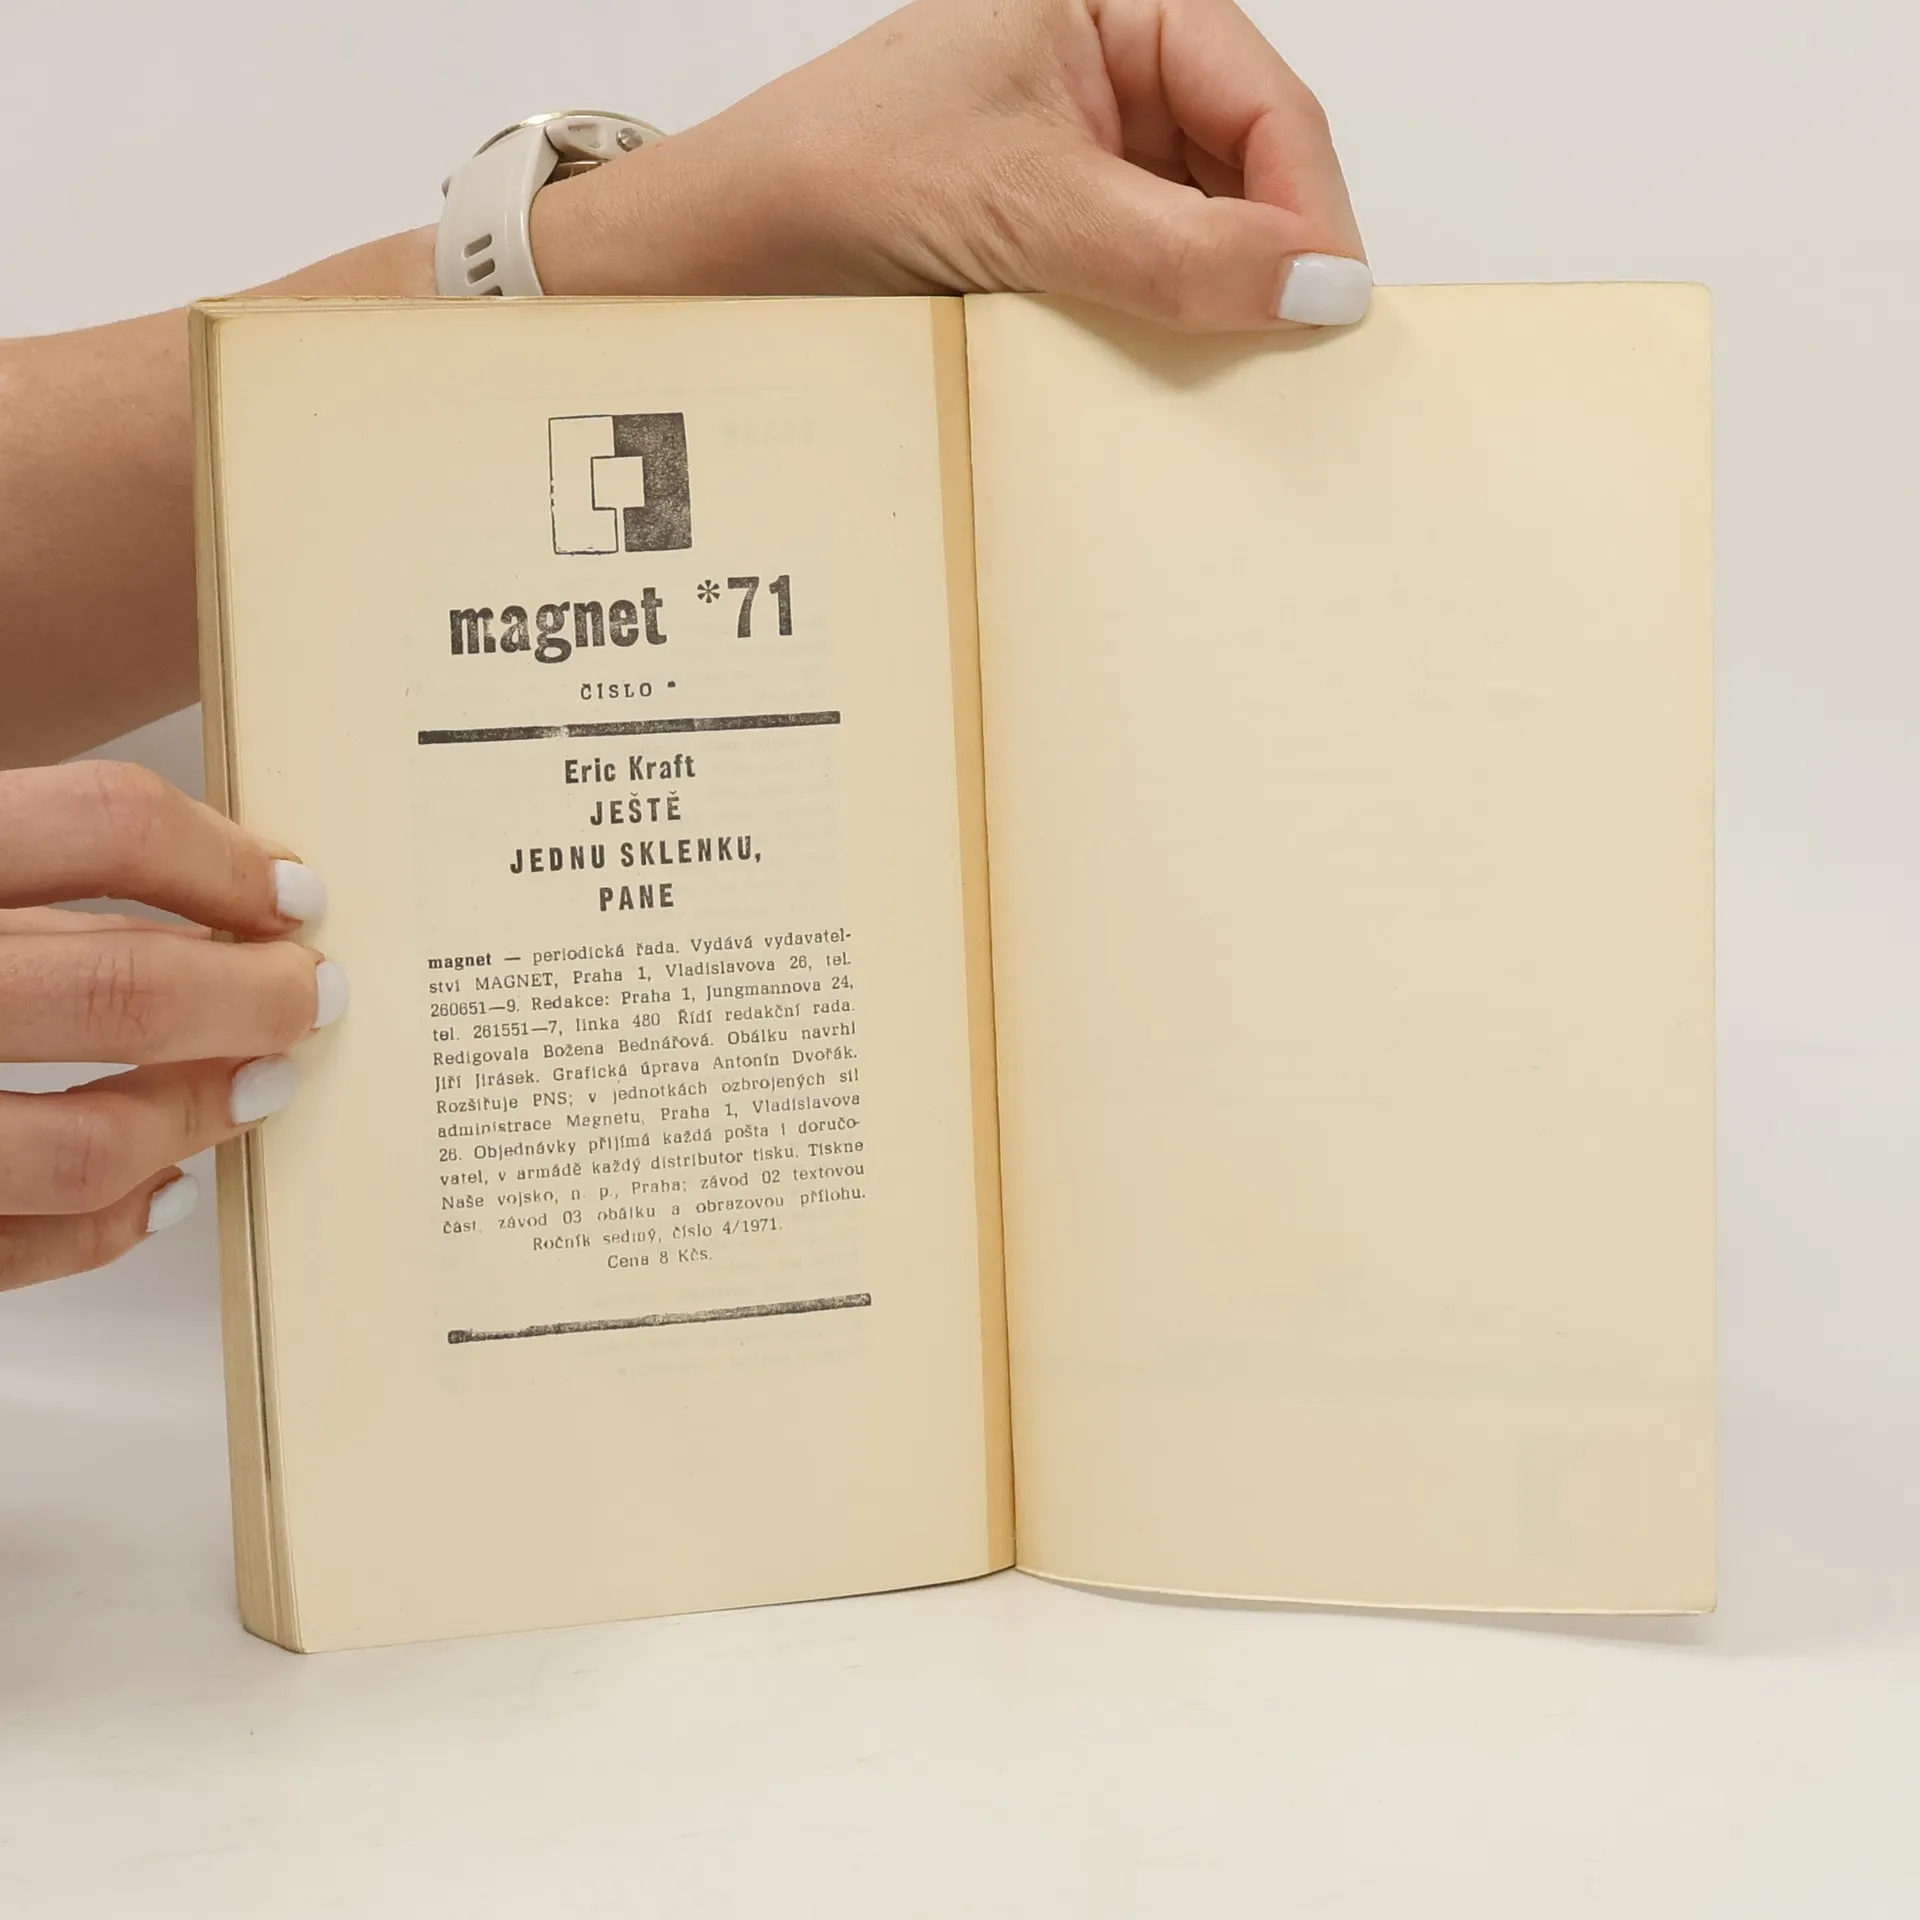 magnet *71
ČÍSLO
Eric Kraft
JEŠTĚ
JEDNU SKLENKU,
PANE
magnet — periodická řada. Vydává vydavatel-
ství MAGNET, Praha 1, Vladislavova 26, tel.
260651—9. Redakce: Praha 1, Jungmannova 24,
tel. 261551—7, linka 480 Řídí redakční rada.
Redigovala Božena Bednářová. Obálku navrhl
Jiří Jirásek. Grafická úprava Antonín Dvořák.
Rozšiřuje PNS; v jednotkách ozbrojených sil
administrace Magnetu, Praha 1, Vladislavova
26. Objednávky přijímá každá pošta i doručo-
vatel, v armádě každý distributor tisku. Tiskne
Naše vojsko, n. p., Praha; závod 02 textovou
část, závod 03 obálku a obrazovou přílohu.
Ročník sedmý, číslo 4/1971.
Cena 8 Kčs.